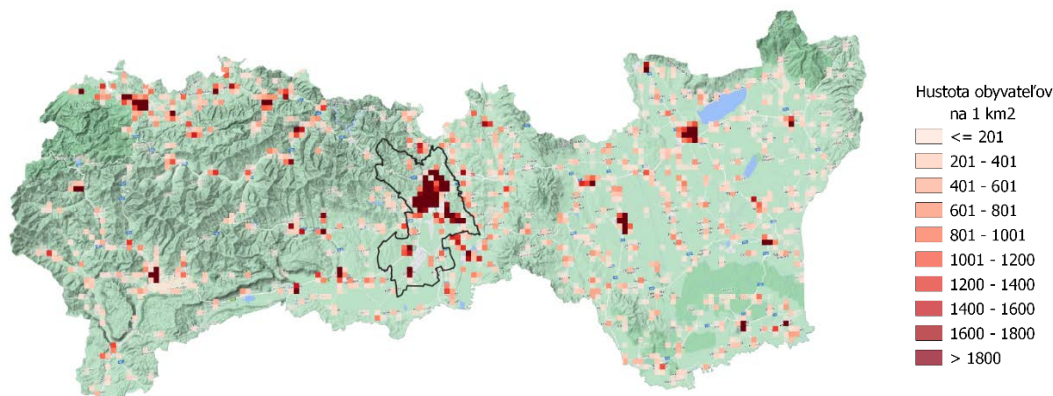 Hustota obyvateľov
na 1 km2
<= 201
201 - 401
401 - 601
601 - 801
801 - 1001
1001 - 1200
1200 - 1400
1400 - 1600
1600 - 1800
> 1800